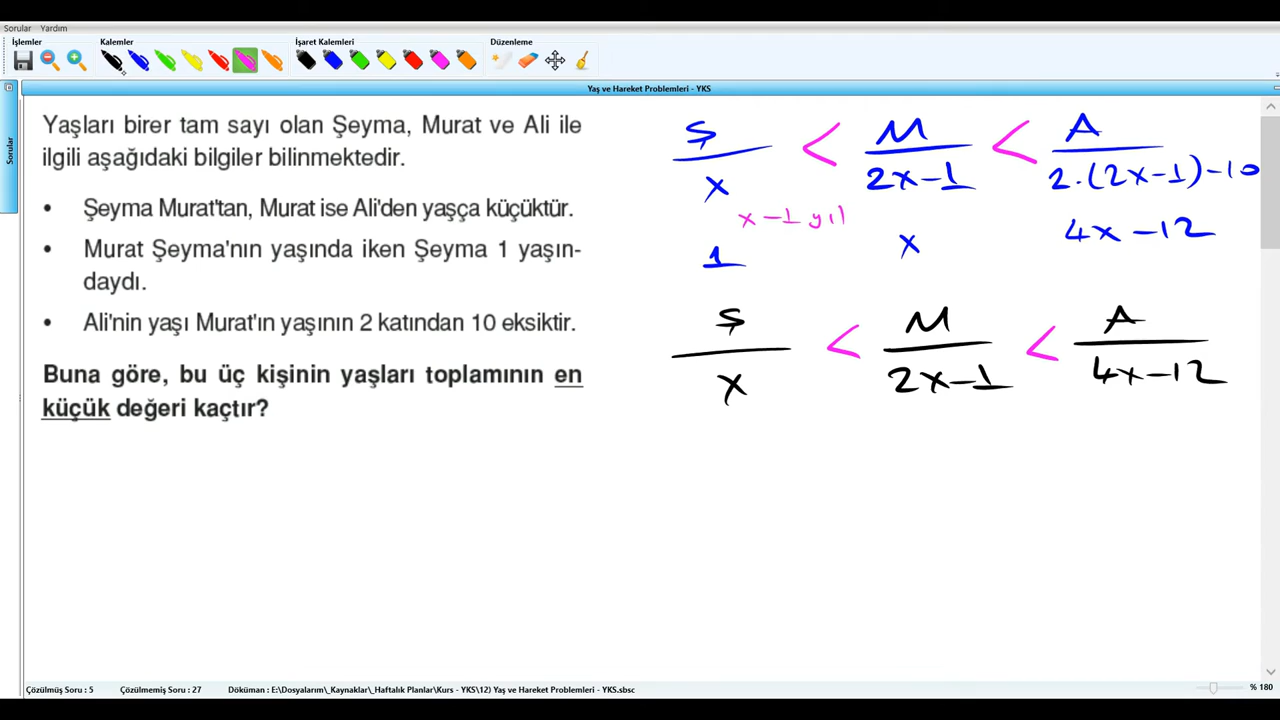 Sorular Yardım
İşlemler Kalemler İşaret Kalemleri Düzenleme
Yaş ve Hareket Problemleri - YKS
Sorular
Yaşları birer tam sayı olan Şeyma, Murat ve Ali ile
ilgili aşağıdaki bilgiler bilinmektedir.
• Şeyma Murat'tan, Murat ise Ali'den yaşça küçüktür.
• Murat Şeyma'nın yaşında iken Şeyma 1 yaşın-
daydı.
• Ali'nin yaşı Murat'ın yaşının 2 katından 10 eksiktir.
Buna göre, bu üç kişinin yaşları toplamının en
küçük değeri kaçtır?
Ş < M < A
x 2x-1 2.(2x-1)-10
x-1 yıl
1 x 4x-12
Ş < M < A
x 2x-1 4x-12
Çözülmüş Soru : 5 Çözülmemiş Soru : 27 Döküman : E:\Dosyalarım\_Kaynaklar\_Haftalık Planlar\Kurs - YKS\12) Yaş ve Hareket Problemleri - YKS.sbsc % 180